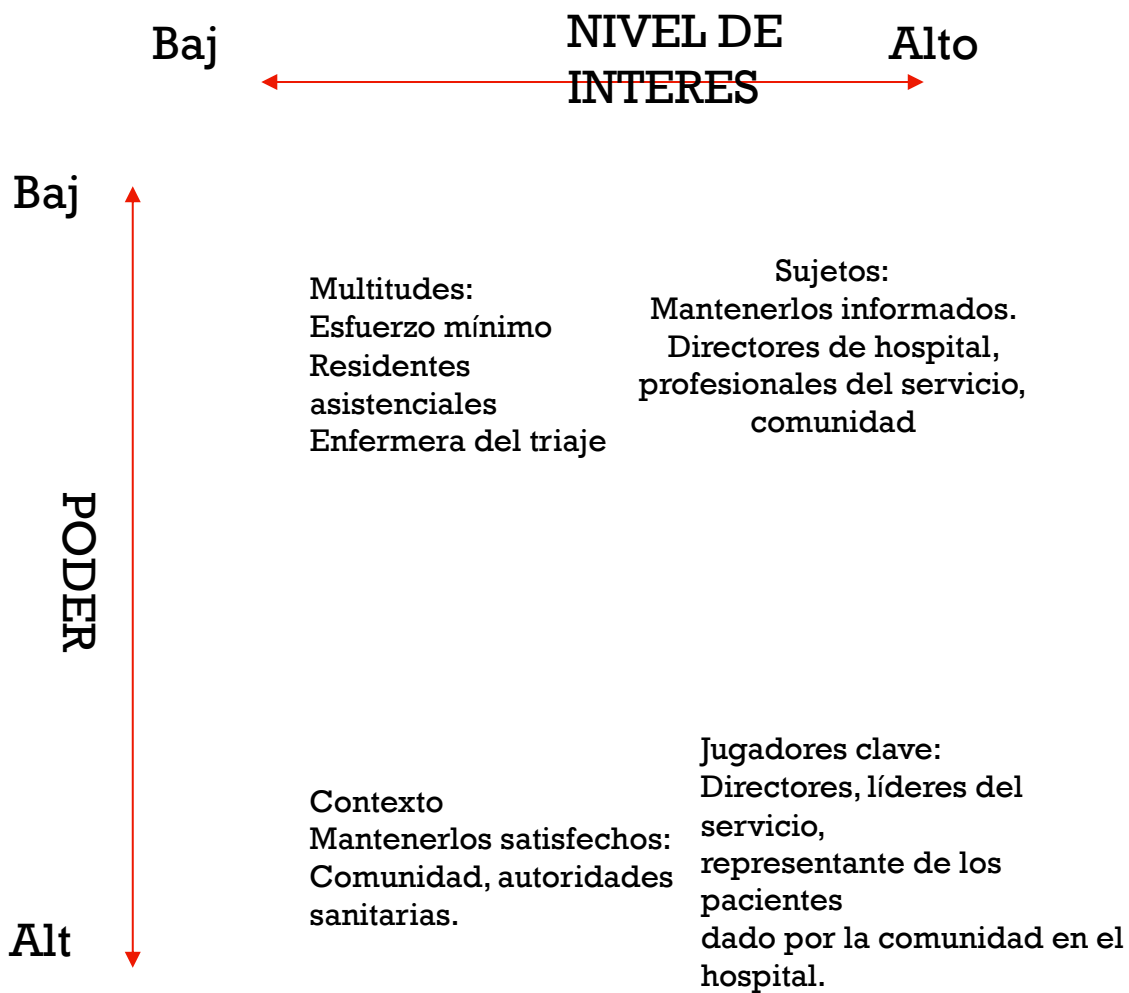 Baj
NIVEL DE
INTERES
Alto
Baj
Multitudes:
Esfuerzo mínimo
Residentes
asistenciales
Enfermera del triaje
Sujetos:
Mantenerlos informados.
Directores de hospital,
profesionales del servicio,
comunidad
PODER
Contexto
Mantenerlos satisfechos:
Comunidad, autoridades
sanitarias.
Jugadores clave:
Directores, líderes del
servicio,
representante de los
pacientes
dado por la comunidad en el
hospital.
Alt